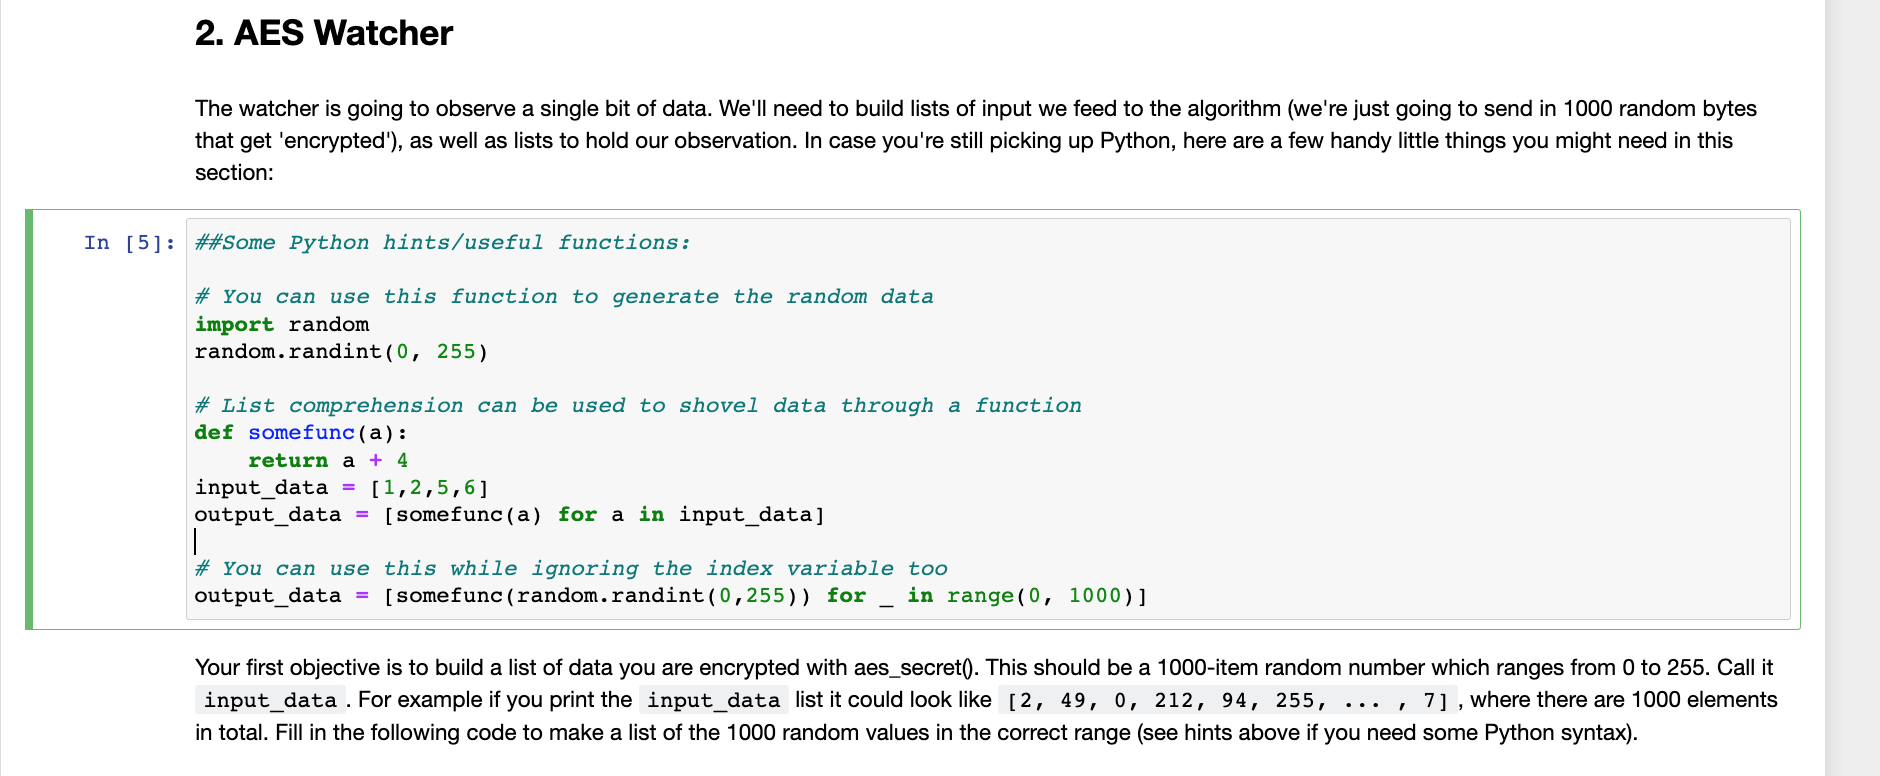 2. AES Watcher
The watcher is going to observe a single bit of data. We'll need to build lists of input we feed to the algorithm (we're just going to send in 1000 random bytes
that get 'encrypted'), as well as lists to hold our observation. In case you're still picking up Python, here are a few handy little things you might need in this
section:
In [5]: ##Some Python hints/useful functions:
# You can use this function to generate the random data
import random
random.randint(0, 255)
# List comprehension can be used to shovel data through a function
def somefunc(a):
    return a + 4
input_data = [1,2,5,6]
output_data = [somefunc(a) for a in input_data]
# You can use this while ignoring the index variable too
output_data = [somefunc(random.randint(0,255)) for _ in range(0, 1000)]
Your first objective is to build a list of data you are encrypted with aes_secret(). This should be a 1000-item random number which ranges from 0 to 255. Call it
input_data. For example if you print the input_data list it could look like [2, 49, 0, 212, 94, 255, ... , 7], where there are 1000 elements
in total. Fill in the following code to make a list of the 1000 random values in the correct range (see hints above if you need some Python syntax).